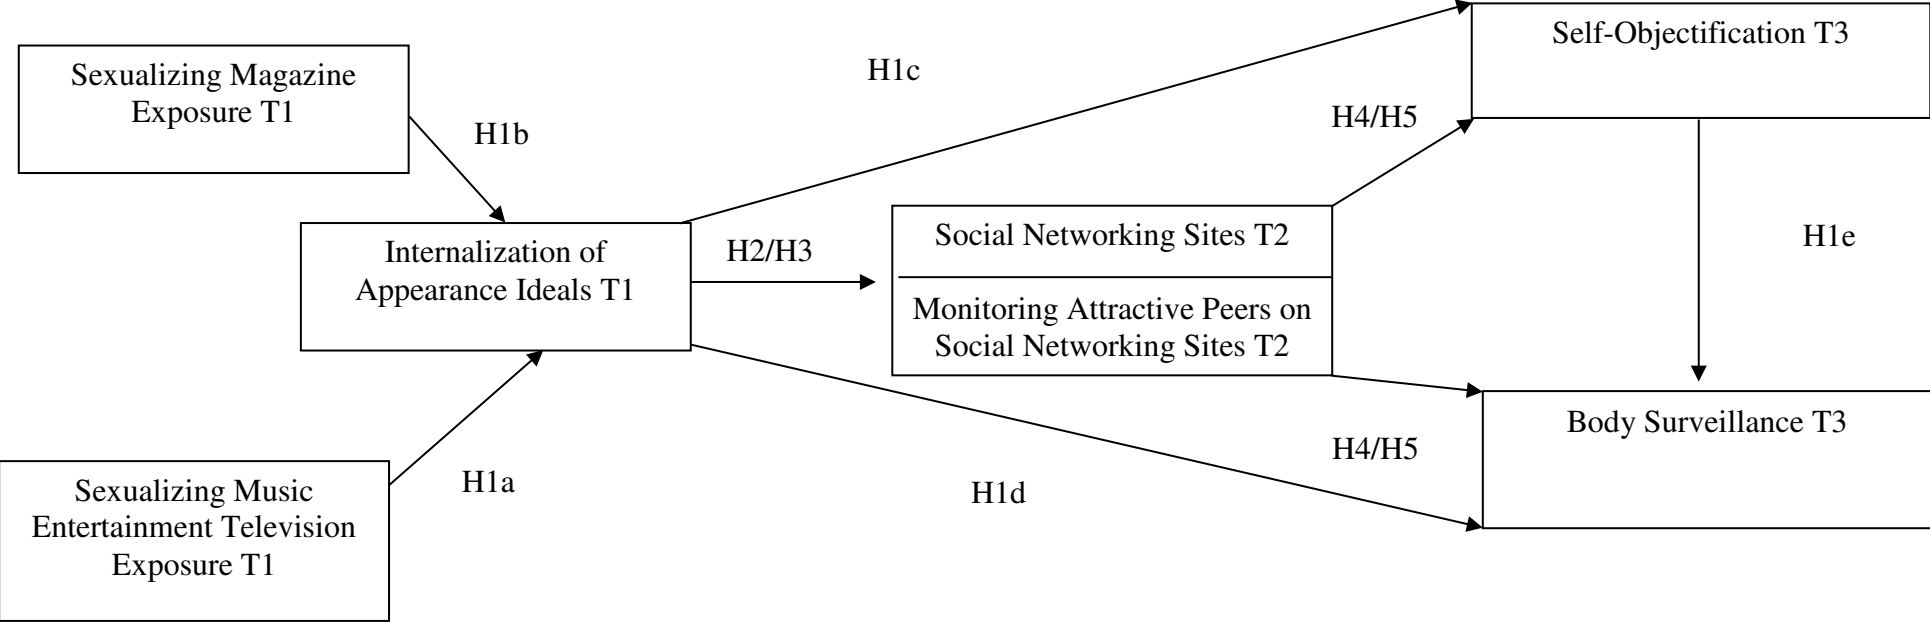 Sexualizing Magazine
Exposure T1
H1b
Internalization of
Appearance Ideals T1
H1a
Sexualizing Music
Entertainment Television
Exposure T1
H1c
H2/H3
H1d
Social Networking Sites T2
Monitoring Attractive Peers on
Social Networking Sites T2
H4/H5
H4/H5
Self-Objectification T3
H1e
Body Surveillance T3